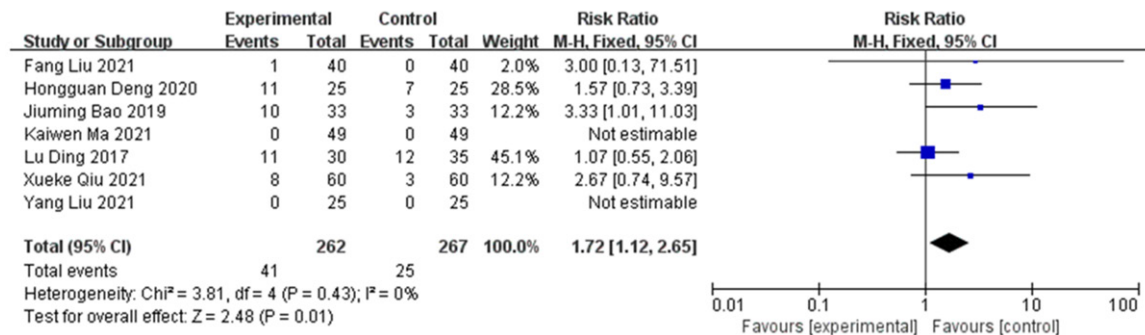 Experimental Control Risk Ratio Risk Ratio
Study or Subgroup Events Total Events Total Weight M-H, Fixed, 95% CI M-H, Fixed, 95% CI
Fang Liu 2021 1 40 0 40 2.0% 3.00 [0.13, 71.51]
Hongguan Deng 2020 11 25 7 25 28.5% 1.57 [0.73, 3.39]
Jiuming Bao 2019 10 33 3 33 12.2% 3.33 [1.01, 11.03]
Kaiwen Ma 2021 0 49 0 49 Not estimable
Lu Ding 2017 11 30 12 35 45.1% 1.07 [0.55, 2.06]
Xueke Qiu 2021 8 60 3 60 12.2% 2.67 [0.74, 9.57]
Yang Liu 2021 0 25 0 25 Not estimable
Total (95% CI) 262 267 100.0% 1.72 [1.12, 2.65]
Total events 41 25
Heterogeneity: Chi² = 3.81, df = 4 (P = 0.43); I² = 0%
Test for overall effect: Z = 2.48 (P = 0.01)
0.01 0.1 1 10 100
Favours [experimental] Favours [control]